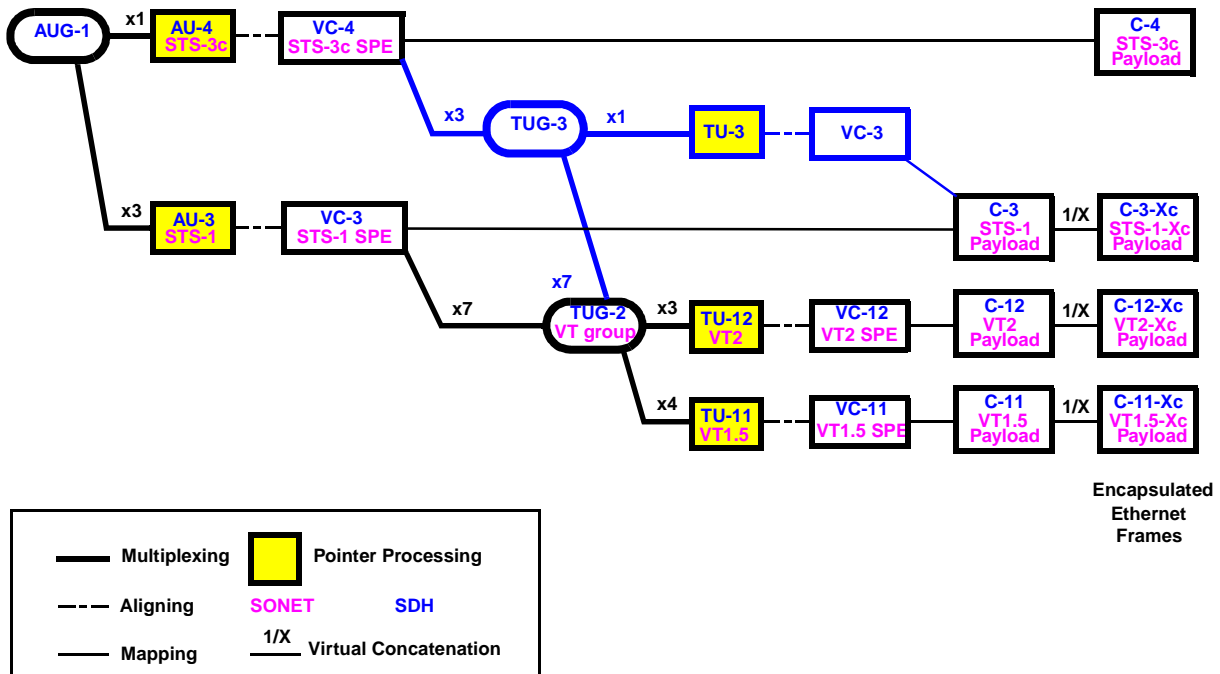 AUG-1
x1
AU-4
STS-3c
VC-4
STS-3c SPE
C-4
STS-3c
Payload
x3
TUG-3
x1
TU-3
VC-3
x3
AU-3
STS-1
VC-3
STS-1 SPE
C-3
STS-1
Payload
1/X
C-3-Xc
STS-1-Xc
Payload
x7
x7
TUG-2
VT group
x3
TU-12
VT2
VC-12
VT2 SPE
C-12
VT2
Payload
1/X
C-12-Xc
VT2-Xc
Payload
x4
TU-11
VT1.5
VC-11
VT1.5 SPE
C-11
VT1.5
Payload
1/X
C-11-Xc
VT1.5-Xc
Payload
Encapsulated
Ethernet
Frames
Multiplexing
Pointer Processing
Aligning
SONET
SDH
Mapping
1/X
Virtual Concatenation